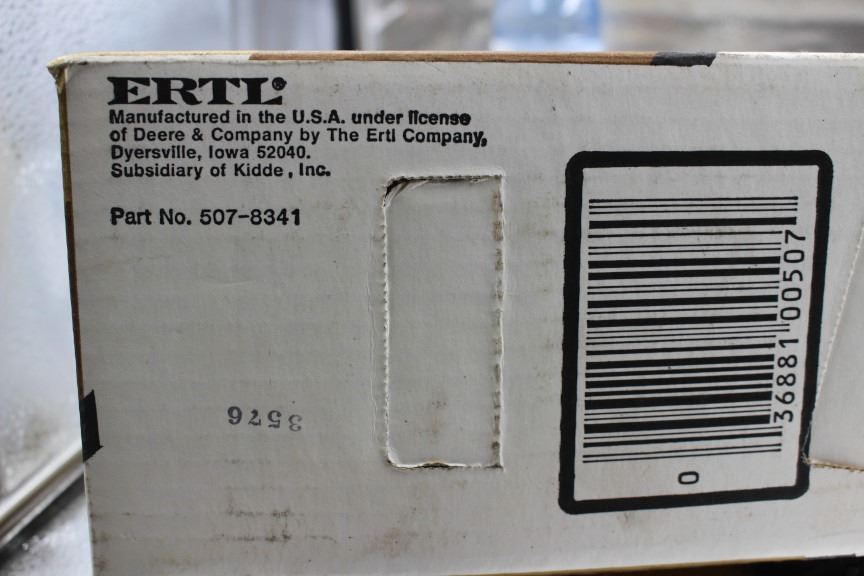 ERTL®
Manufactured in the U.S.A. under license
of Deere & Company by The Ertl Company,
Dyersville, Iowa 52040.
Subsidiary of Kidde, Inc.
Part No. 507-8341
3576
0
36881 00507